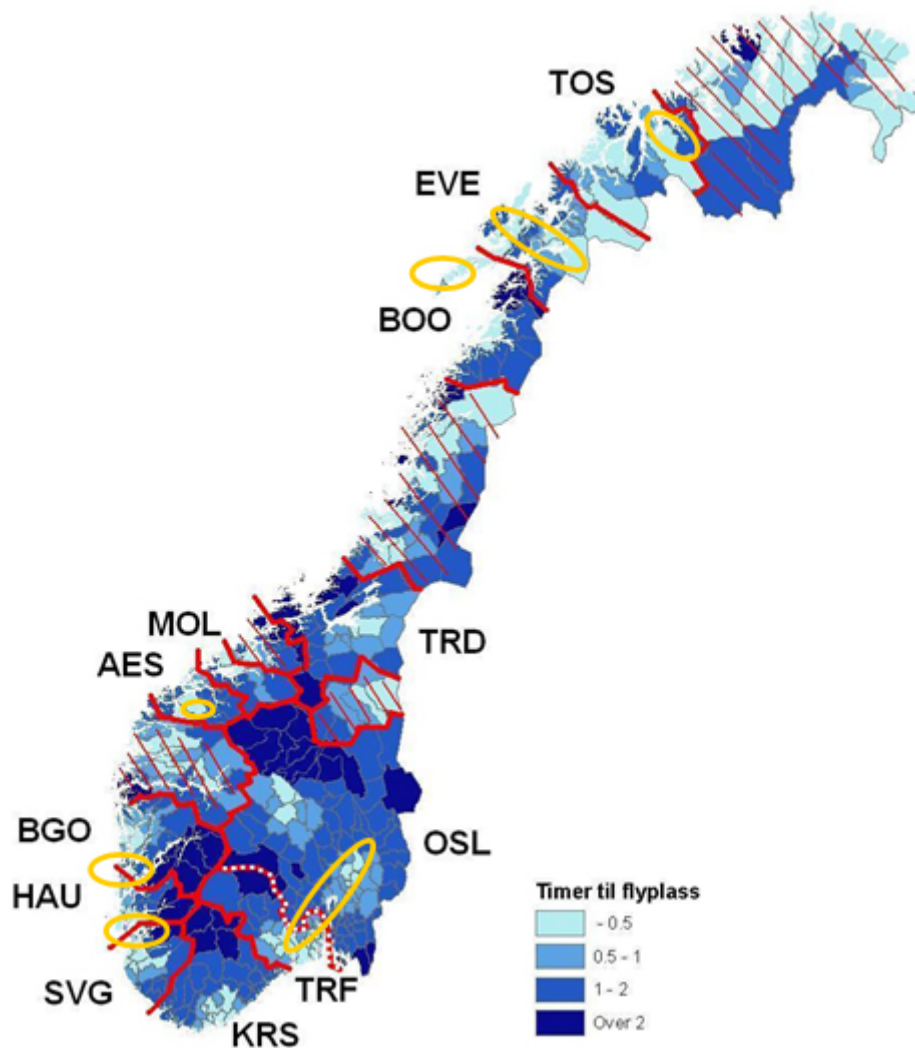 TOS
EVE
BOO
MOL
TRD
AES
BGO
OSL
HAU
Timer til flyplass
- 0.5
0.5 - 1
1 - 2
Over 2
SVG
TRF
KRS